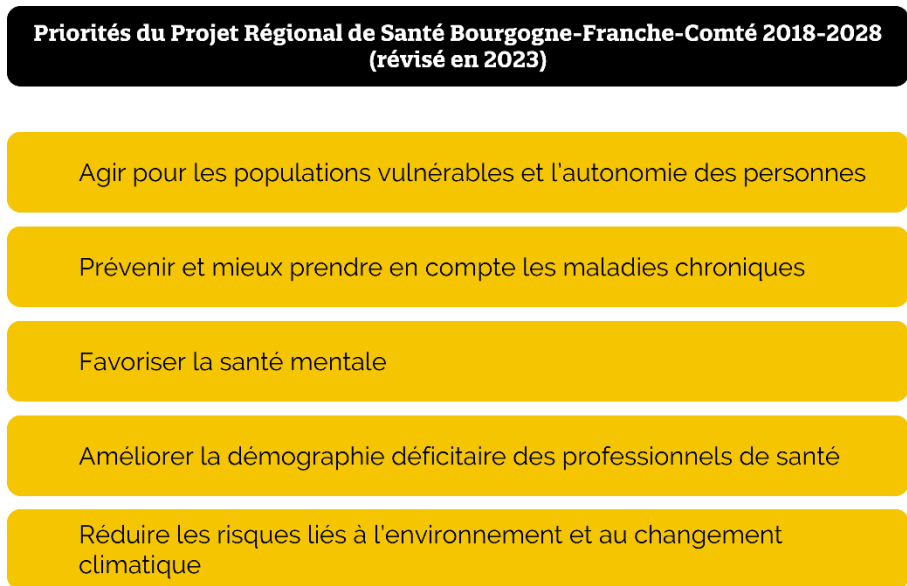 Priorités du Projet Régional de Santé Bourgogne-Franche-Comté 2018-2028
(révisé en 2023)
Agir pour les populations vulnérables et l'autonomie des personnes
Prévenir et mieux prendre en compte les maladies chroniques
Favoriser la santé mentale
Améliorer la démographie déficitaire des professionnels de santé
Réduire les risques liés à l'environnement et au changement
climatique